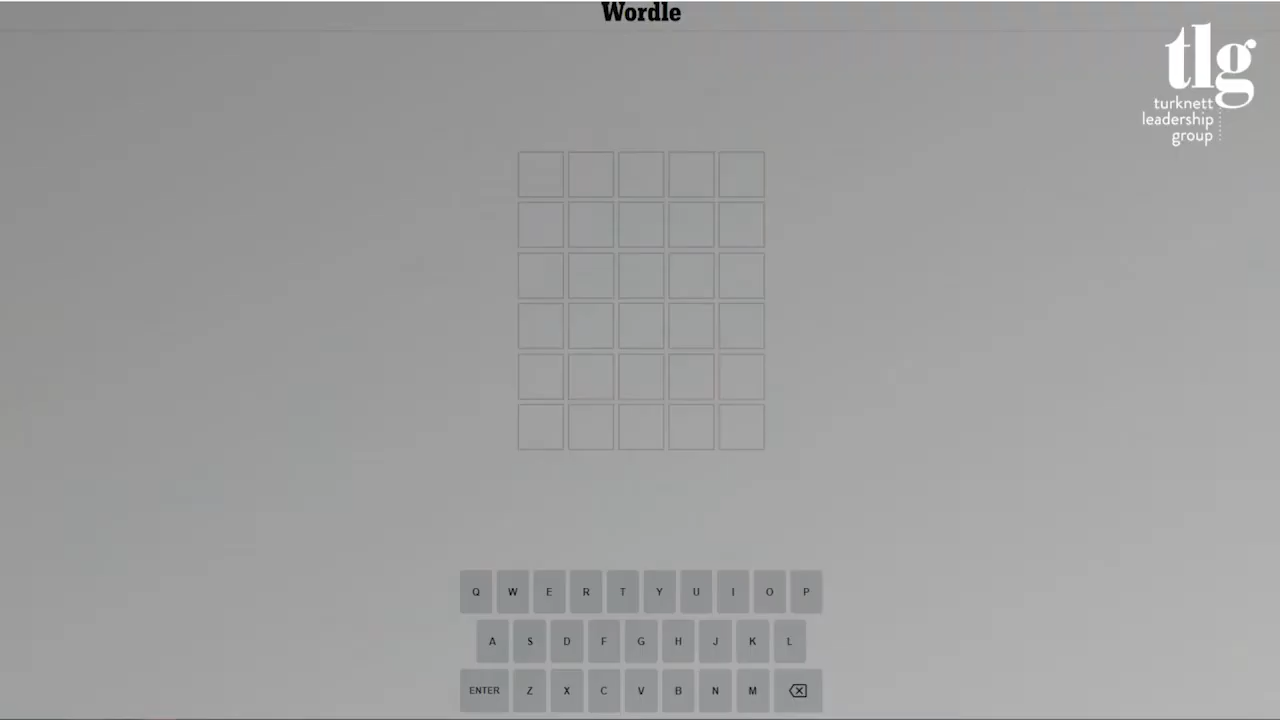 Wordle
tlg
turknett
leadership
group
Q W E R T Y U I O P
A S D F G H J K L
ENTER Z X C V B N M